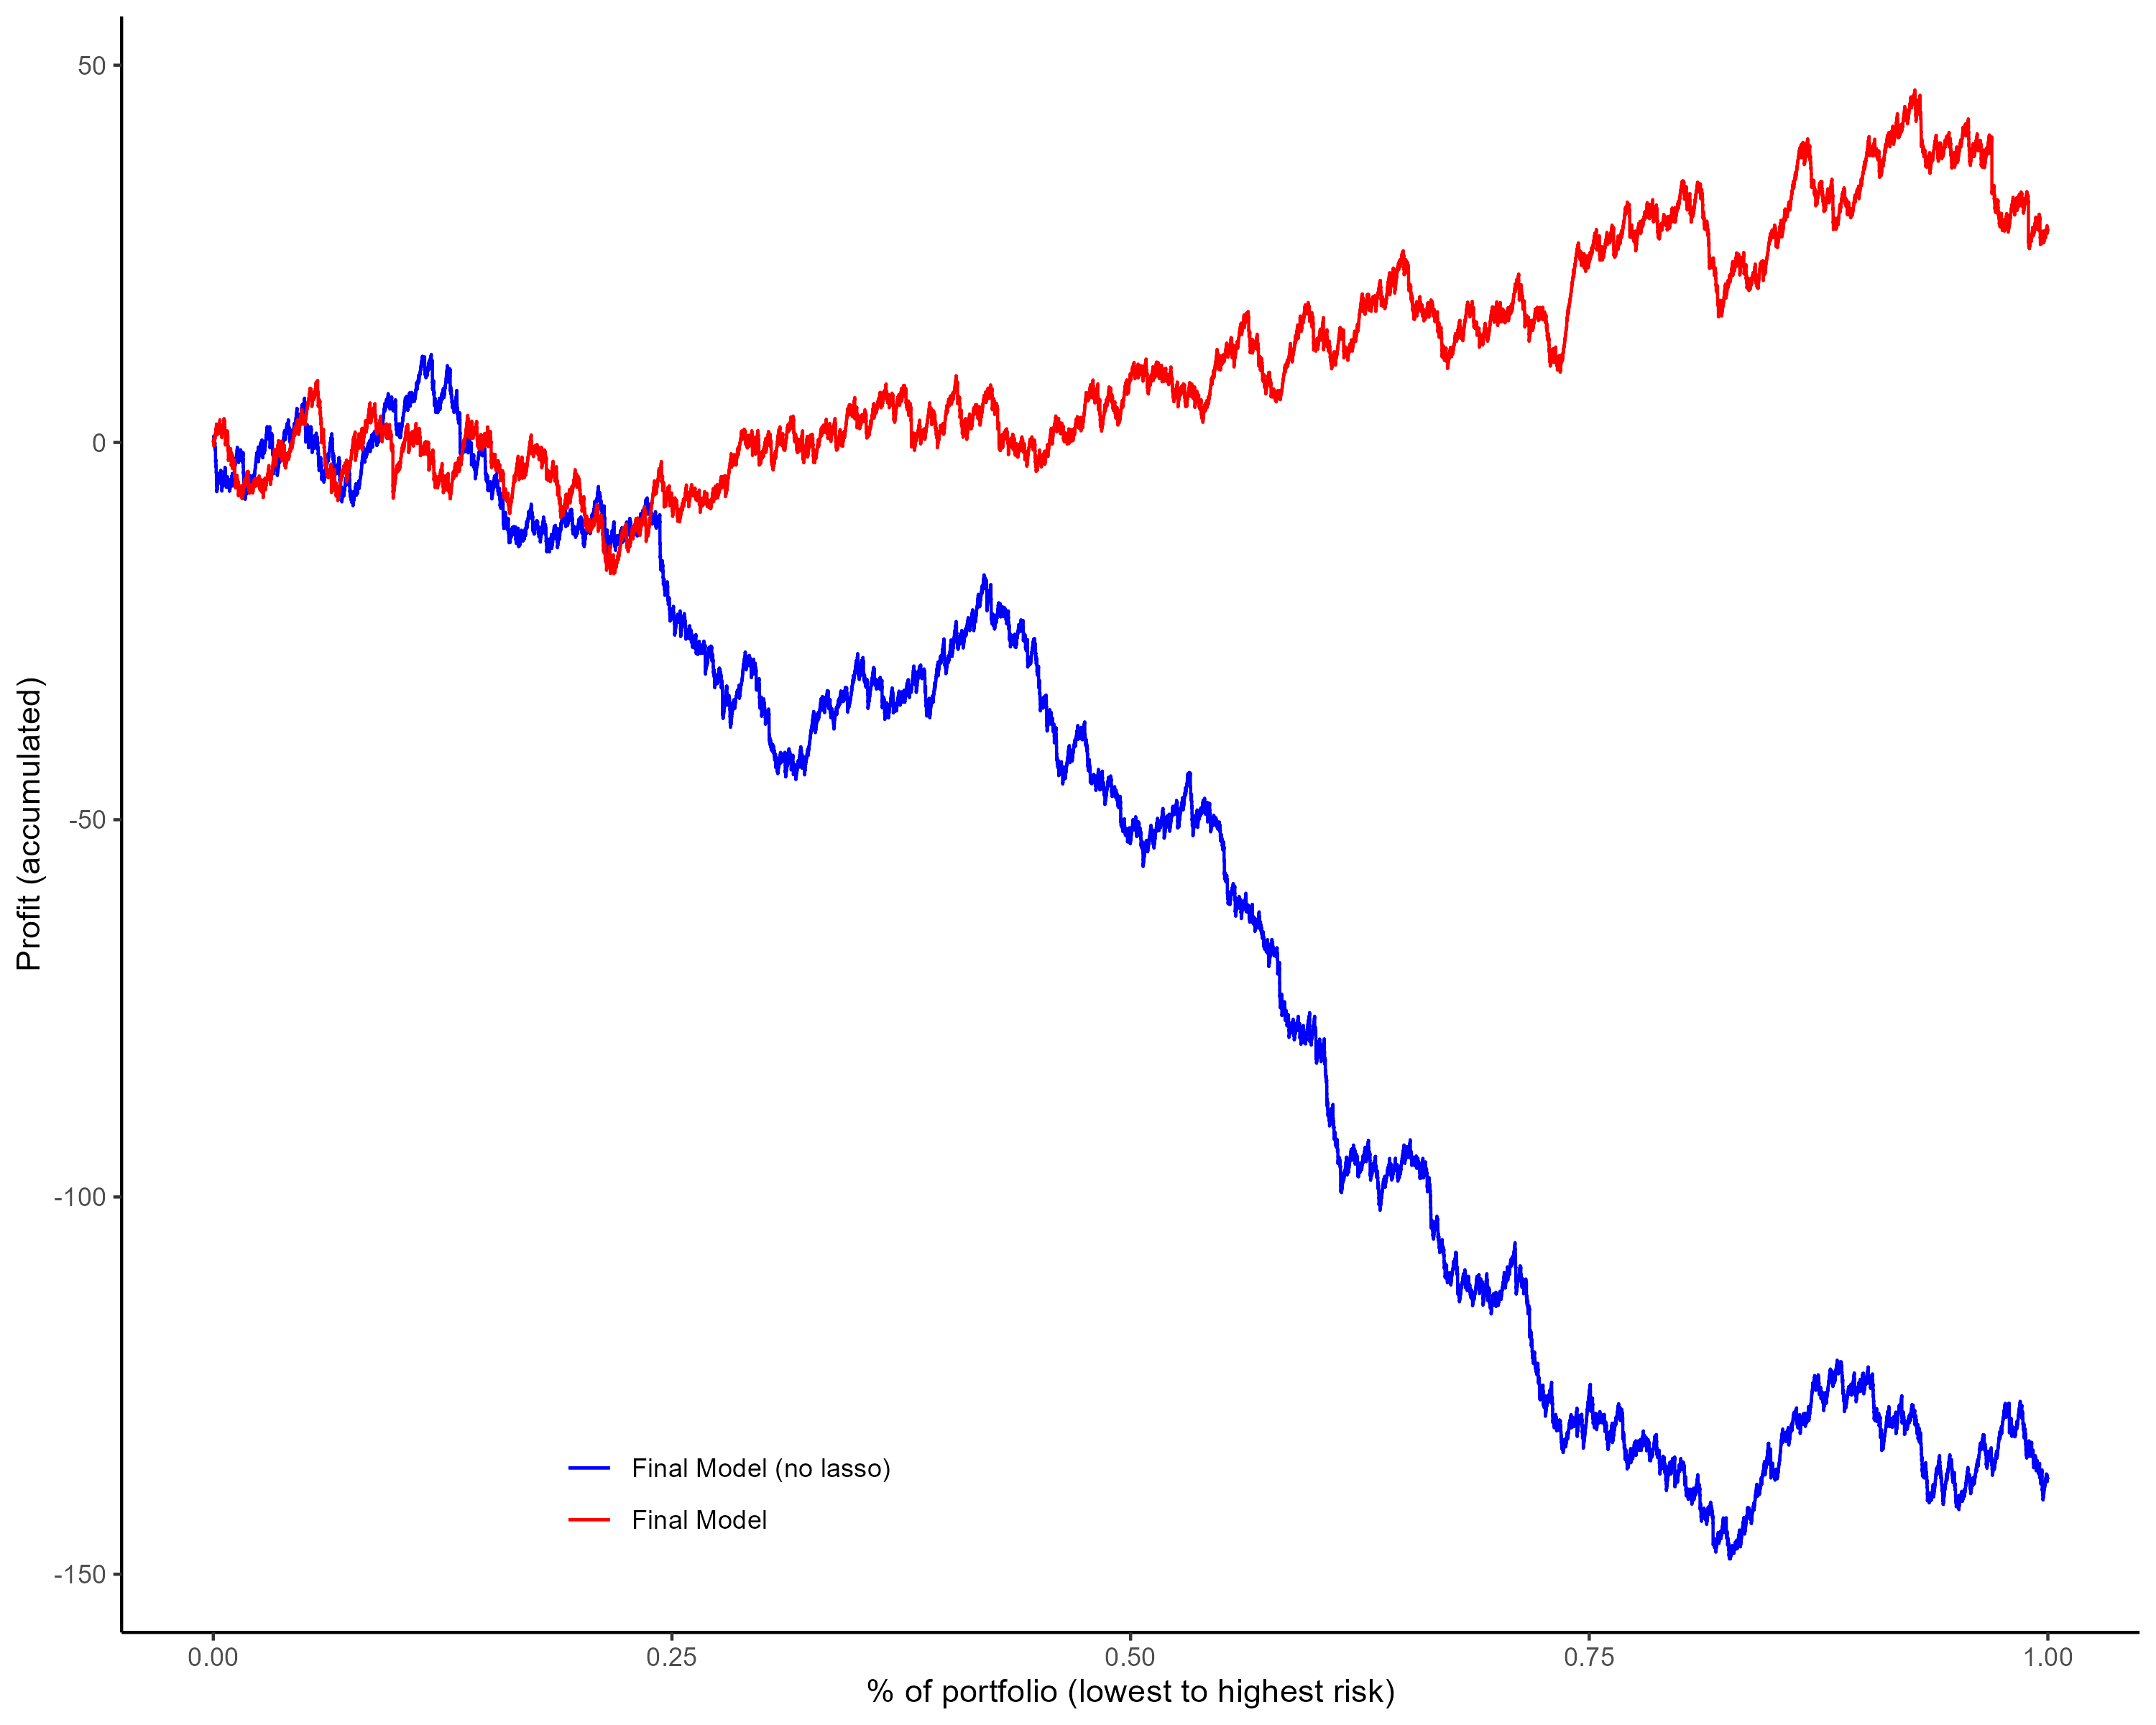 50
0
-50
-100
-150
Profit (accumulated)
Final Model (no lasso)
Final Model
0.00 0.25 0.50 0.75 1.00
% of portfolio (lowest to highest risk)